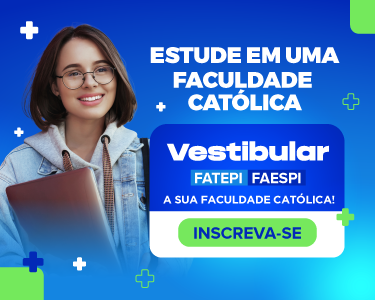 ESTUDE EM UMA
FACULDADE
CATÓLICA
Vestibular
FATEPI FAESPI
A SUA FACULDADE CATÓLICA!
INSCREVA-SE